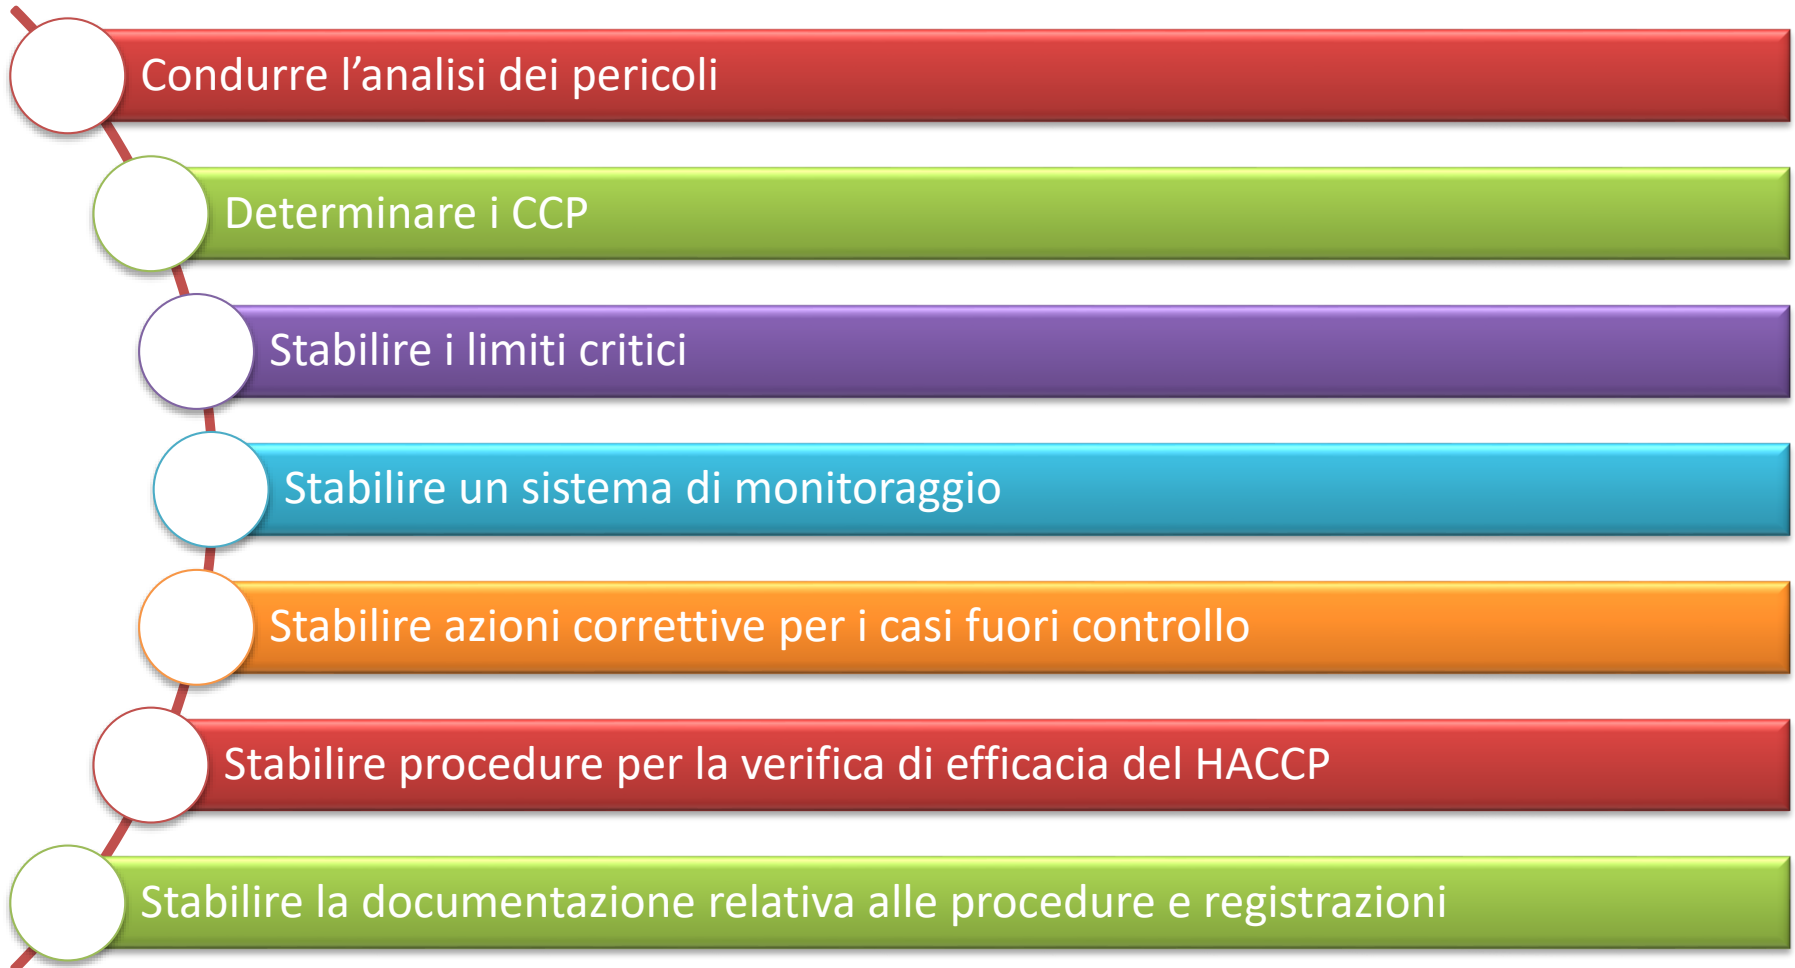 Condurre l’analisi dei pericoli
Determinare i CCP
Stabilire i limiti critici
Stabilire un sistema di monitoraggio
Stabilire azioni correttive per i casi fuori controllo
Stabilire procedure per la verifica di efficacia del HACCP
Stabilire la documentazione relativa alle procedure e registrazioni